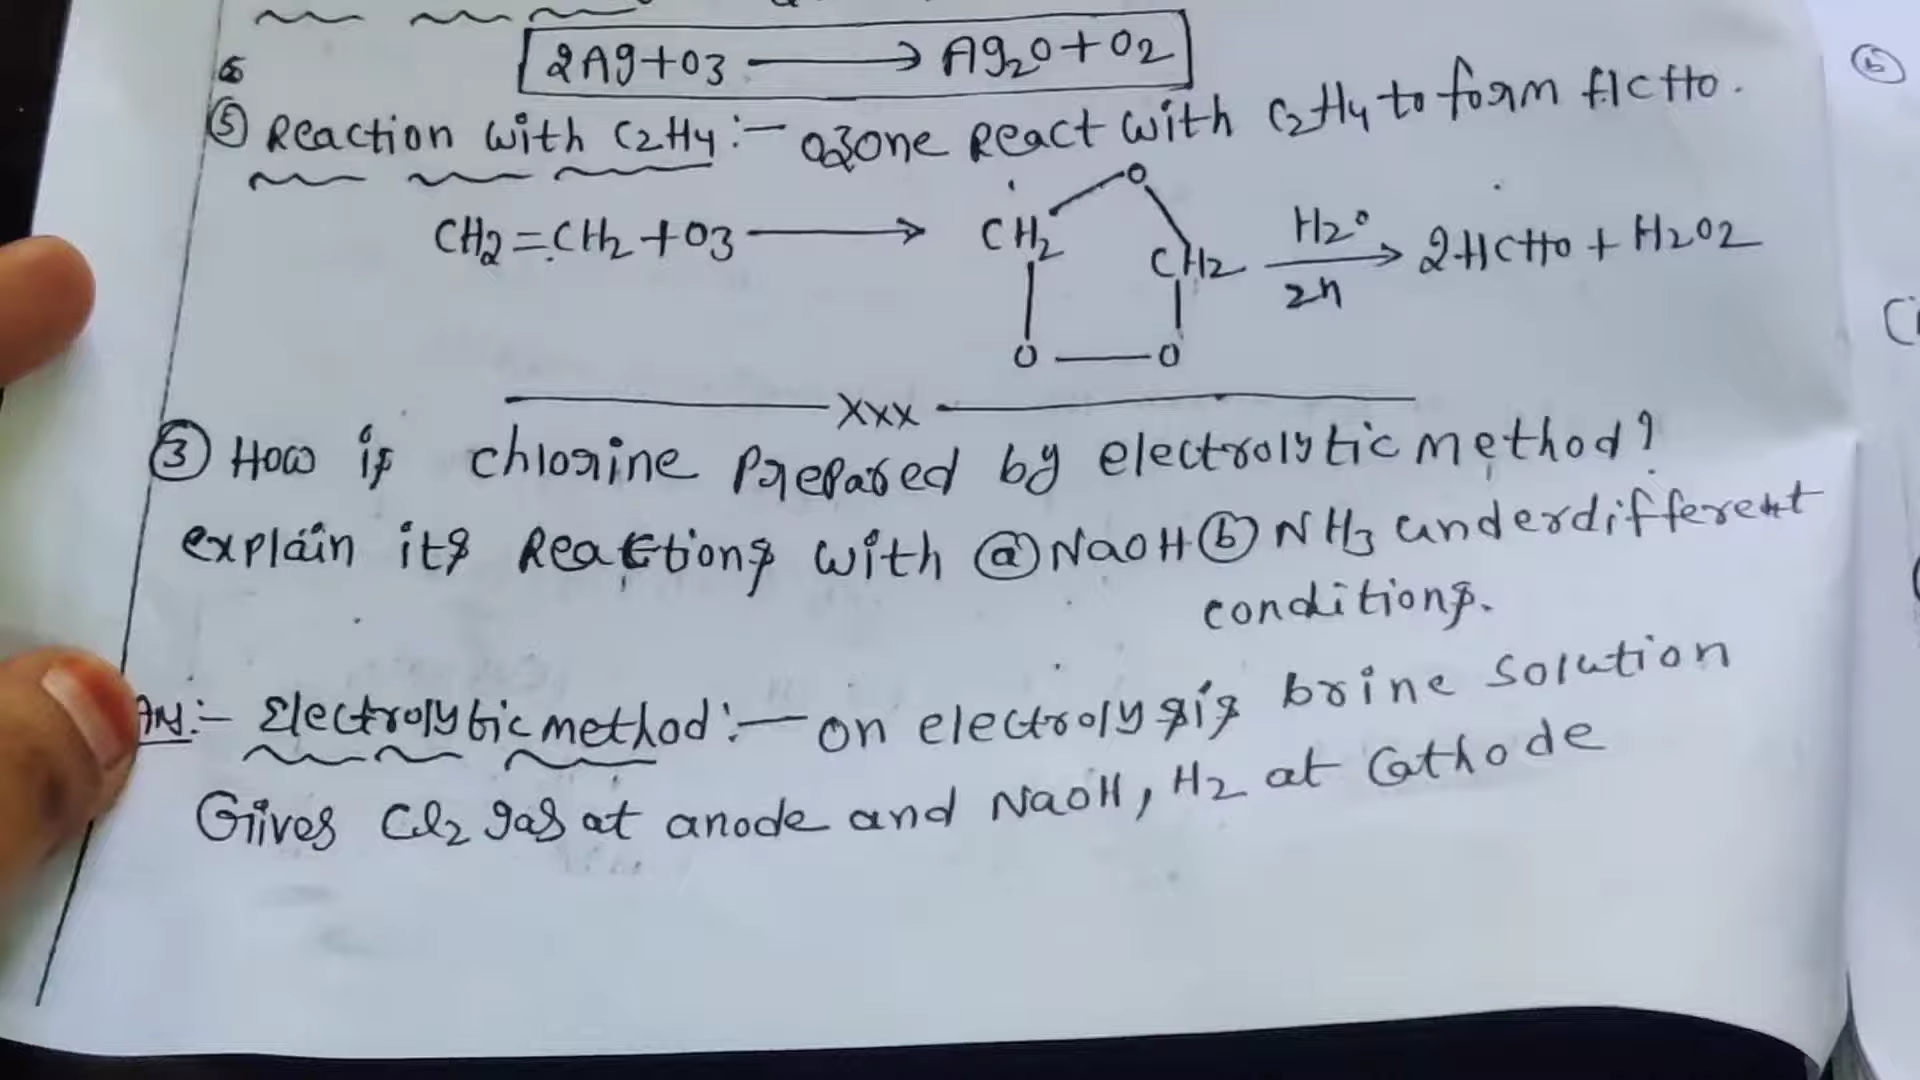 2Ag+O3 → Ag2O+O2
⑤ Reaction with C2H4:- ozone react with C2H4 to form HCHO.
CH2=CH2+O3 → CH2 O CH2 O O H2O Zn → 2HCHO + H2O2
xxx
③ How is chlorine prepared by electrolytic method?
explain its Reactions with ⓐ NaOH ⓑ NH3 under different
conditions.
Ans:- Electrolytic method:- on electrolysis brine solution
Gives Cl2 gas at anode and NaOH, H2 at Cathode